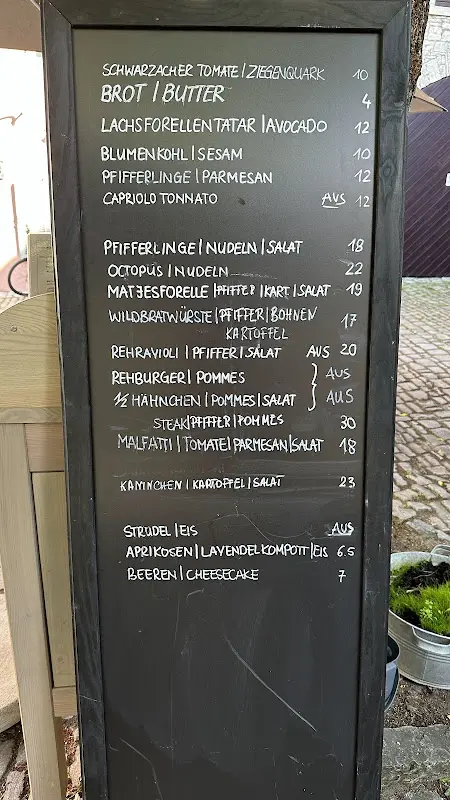 SCHWARZACHER TOMATE | ZIEGENQUARK 10
BROT | BUTTER 4
LACHSFORELLENTATAR | AVOCADO 12
BLUMENKOHL | SESAM 10
PFIFFERLINGE | PARMESAN 12
CAPRIOLO TONNATO AUS 12
PFIFFERLINGE | NUDELN | SALAT 18
OCTOPUS | NUDELN 22
MATJESFORELLE | PFIFFER | KART | SALAT 19
WILDBRATWÜRSTE | PFIFFER | BOHNEN 17
KARTOFFEL
REHRAVIOLI | PFIFFER | SALAT AUS 20
REHBURGER | POMMES } AUS
1/2 HÄHNCHEN | POMMES | SALAT } AUS
STEAK | PFIFFER | POMMES 30
MALFATTI | TOMATE | PARMESAN | SALAT 18
KANINCHEN | KARTOFFEL | SALAT 23
STRUDEL | EIS AUS
APRIKOSEN | LAVENDELKOMPOTT | EIS 6.5
BEEREN | CHEESECAKE 7